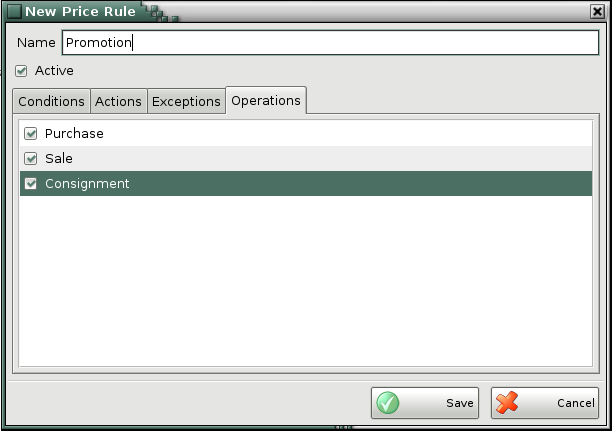 New Price Rule
Name Promotion
Active
Conditions Actions Exceptions Operations
Purchase
Sale
Consignment
Save Cancel